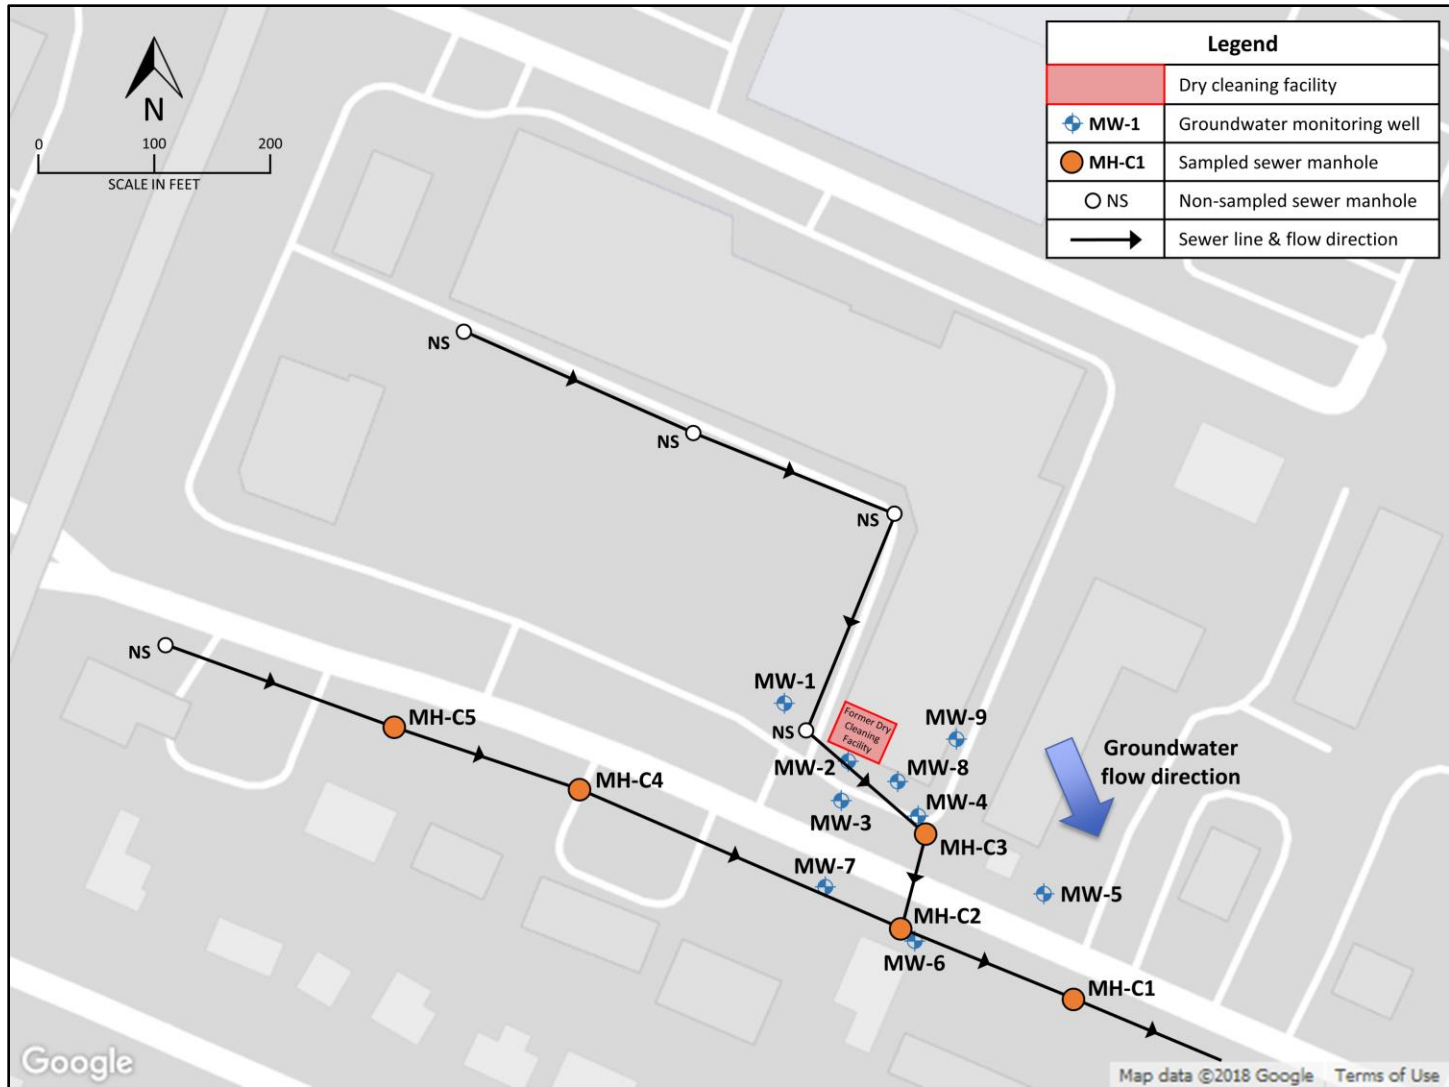 Legend
Dry cleaning facility
MW-1 Groundwater monitoring well
MH-C1 Sampled sewer manhole
NS Non-sampled sewer manhole
Sewer line & flow direction
N
0 100 200
SCALE IN FEET
NS
NS
NS
NS
MH-C5
MH-C4
MW-1
NS
Former Dry
Cleaning
Facility
MW-9
MW-2
MW-8
MW-3
MW-4
MH-C3
Groundwater
flow direction
MW-7
MW-5
MH-C2
MW-6
MH-C1
Google
Map data ©2018 Google Terms of Use